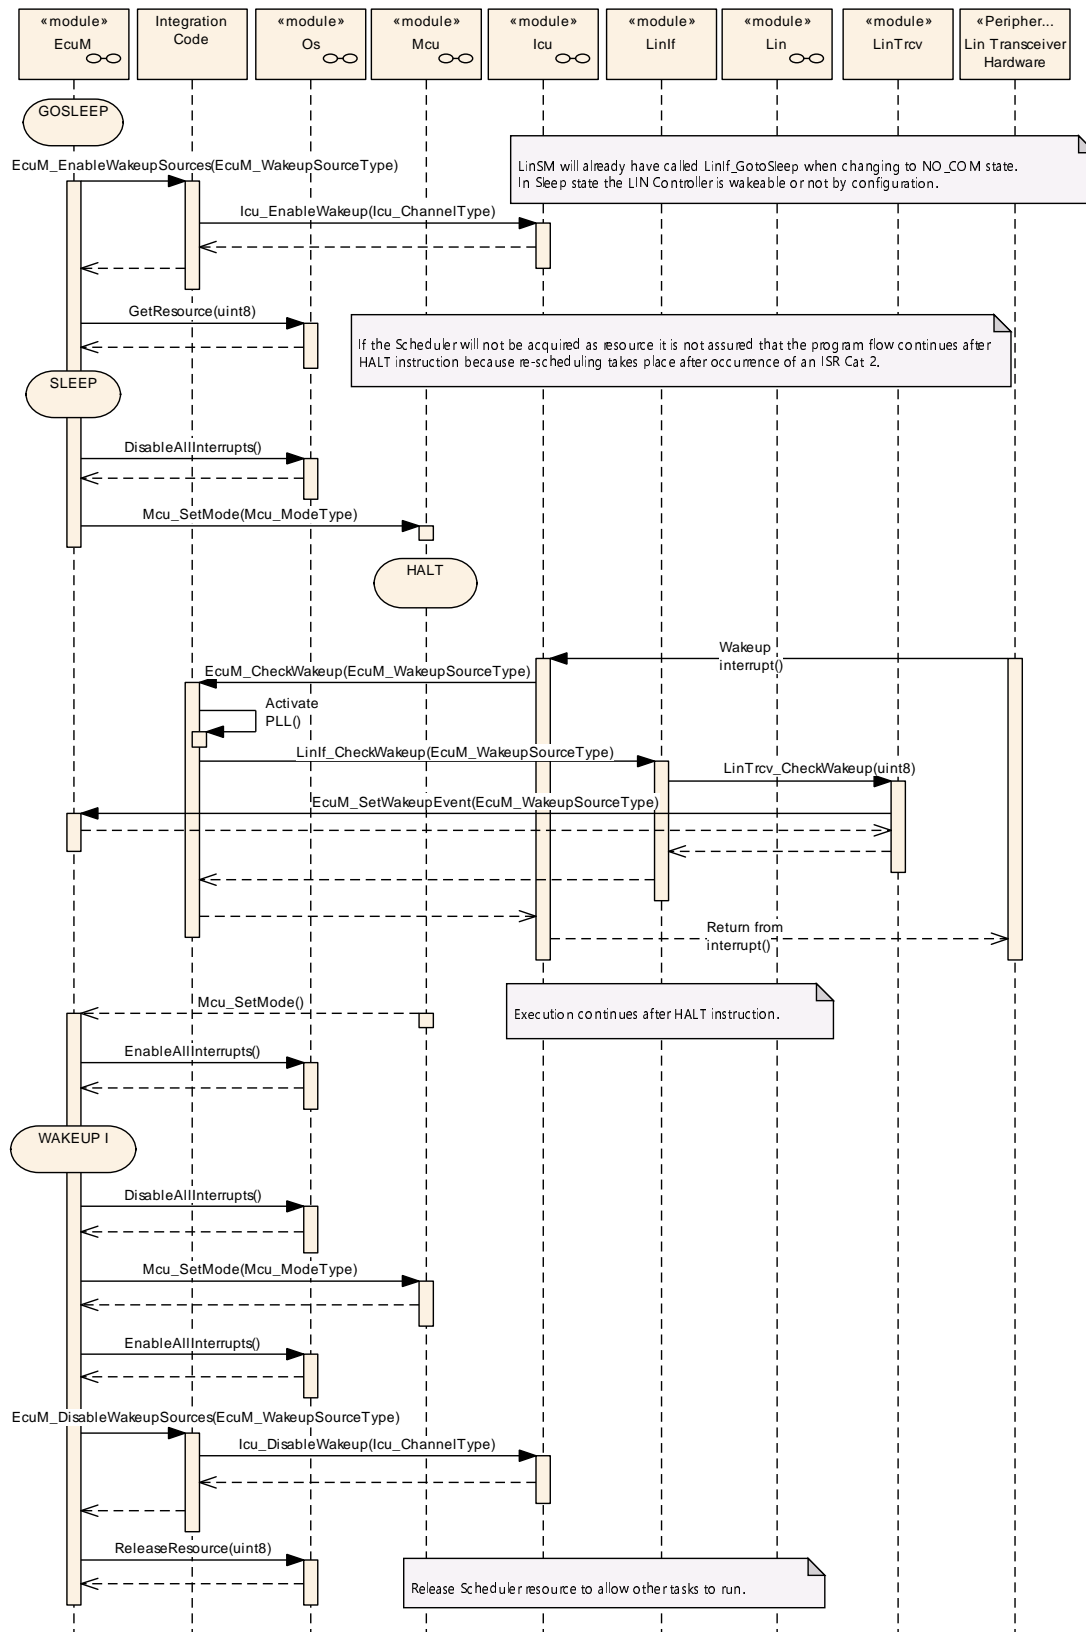 «module»
EcuM
Integration
Code
«module»
Os
«module»
Mcu
«module»
Icu
«module»
LinIf
«module»
Lin
«module»
LinTrcv
«Peripher...
Lin Transceiver
Hardware
GOSLEEP
EcuM_EnableWakeupSources(EcuM_WakeupSourceType)
LinSM will already have called LinIf_GotoSleep when changing to NO_COM state.
In Sleep state the LIN Controller is wakeable or not by configuration.
Icu_EnableWakeup(Icu_ChannelType)
GetResource(uint8)
If the Scheduler will not be acquired as resource it is not assured that the program flow continues after
HALT instruction because re-scheduling takes place after occurrence of an ISR Cat 2.
SLEEP
DisableAllInterrupts()
Mcu_SetMode(Mcu_ModeType)
HALT
Wakeup
interrupt()
EcuM_CheckWakeup(EcuM_WakeupSourceType)
Activate
PLL()
LinIf_CheckWakeup(EcuM_WakeupSourceType)
LinTrcv_CheckWakeup(uint8)
EcuM_SetWakeupEvent(EcuM_WakeupSourceType)
Return from
interrupt()
Mcu_SetMode()
Execution continues after HALT instruction.
EnableAllInterrupts()
WAKEUP I
DisableAllInterrupts()
Mcu_SetMode(Mcu_ModeType)
EnableAllInterrupts()
EcuM_DisableWakeupSources(EcuM_WakeupSourceType)
Icu_DisableWakeup(Icu_ChannelType)
ReleaseResource(uint8)
Release Scheduler resource to allow other tasks to run.